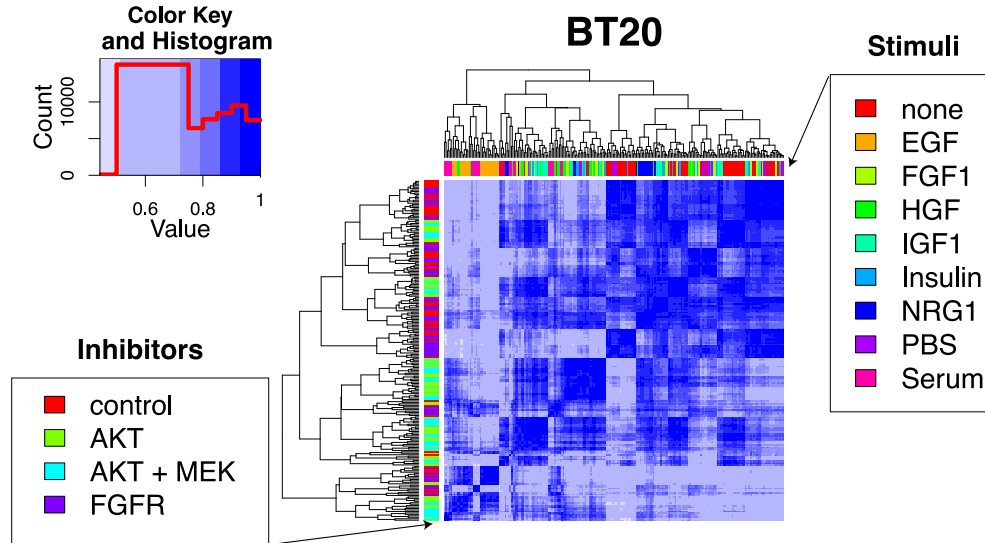 Color Key
and Histogram
Count
0
10000
0.6
0.8
1
Value
BT20
Stimuli
none
EGF
FGF1
HGF
IGF1
Insulin
NRG1
PBS
Serum
Inhibitors
control
AKT
AKT + MEK
FGFR